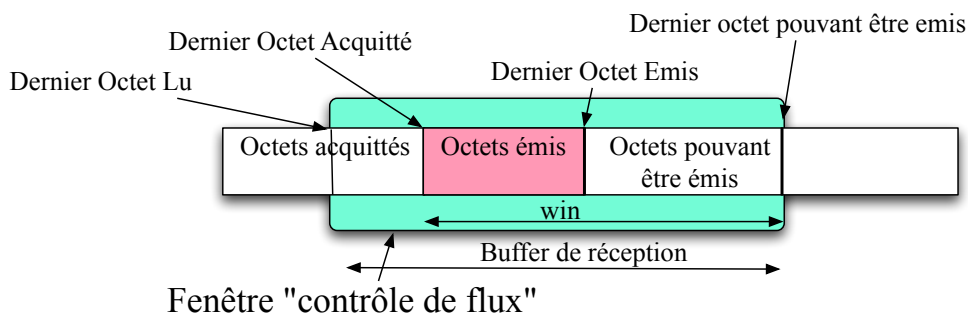 Dernier octet pouvant être emis
Dernier Octet Acquitté
Dernier Octet Emis
Dernier Octet Lu
Octets acquittés
Octets émis
Octets pouvant
être émis
win
Buffer de réception
Fenêtre "contrôle de flux"